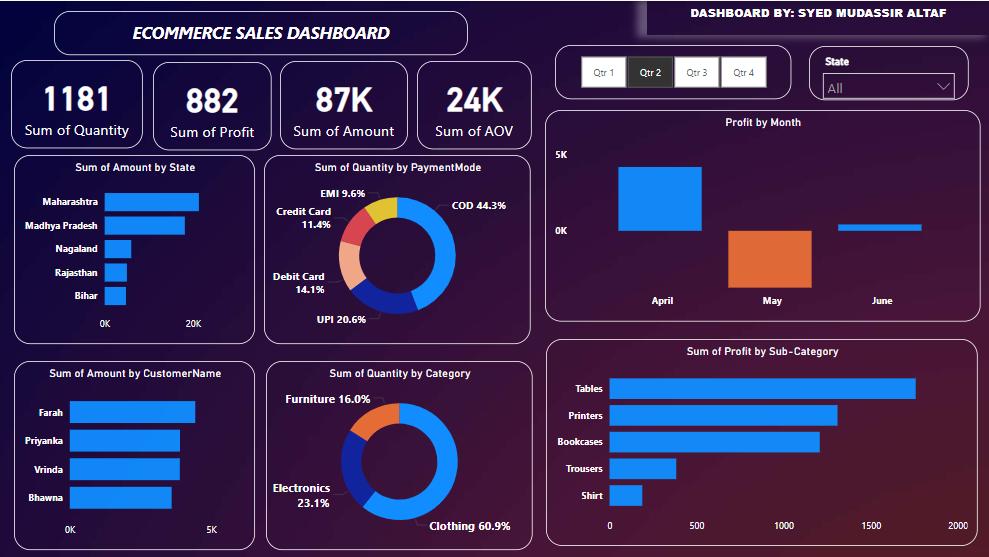 DASHBOARD BY: SYED MUDASSIR ALTAF
ECOMMERCE SALES DASHBOARD
Qtr 1
Qtr 2
Qtr 3
Qtr 4
State
All
1181
Sum of Quantity
882
Sum of Profit
87K
Sum of Amount
24K
Sum of AOV
Sum of Amount by State
Maharashtra
Madhya Pradesh
Nagaland
Rajasthan
Bihar
0K
20K
Sum of Quantity by PaymentMode
EMI 9.6%
COD 44.3%
Credit Card
11.4%
Debit Card
14.1%
UPI 20.6%
Profit by Month
5K
0K
April
May
June
Sum of Amount by CustomerName
Farah
Priyanka
Vrinda
Bhawna
0K
5K
Sum of Quantity by Category
Furniture 16.0%
Electronics
23.1%
Clothing 60.9%
Sum of Profit by Sub-Category
Tables
Printers
Bookcases
Trousers
Shirt
0
500
1000
1500
2000